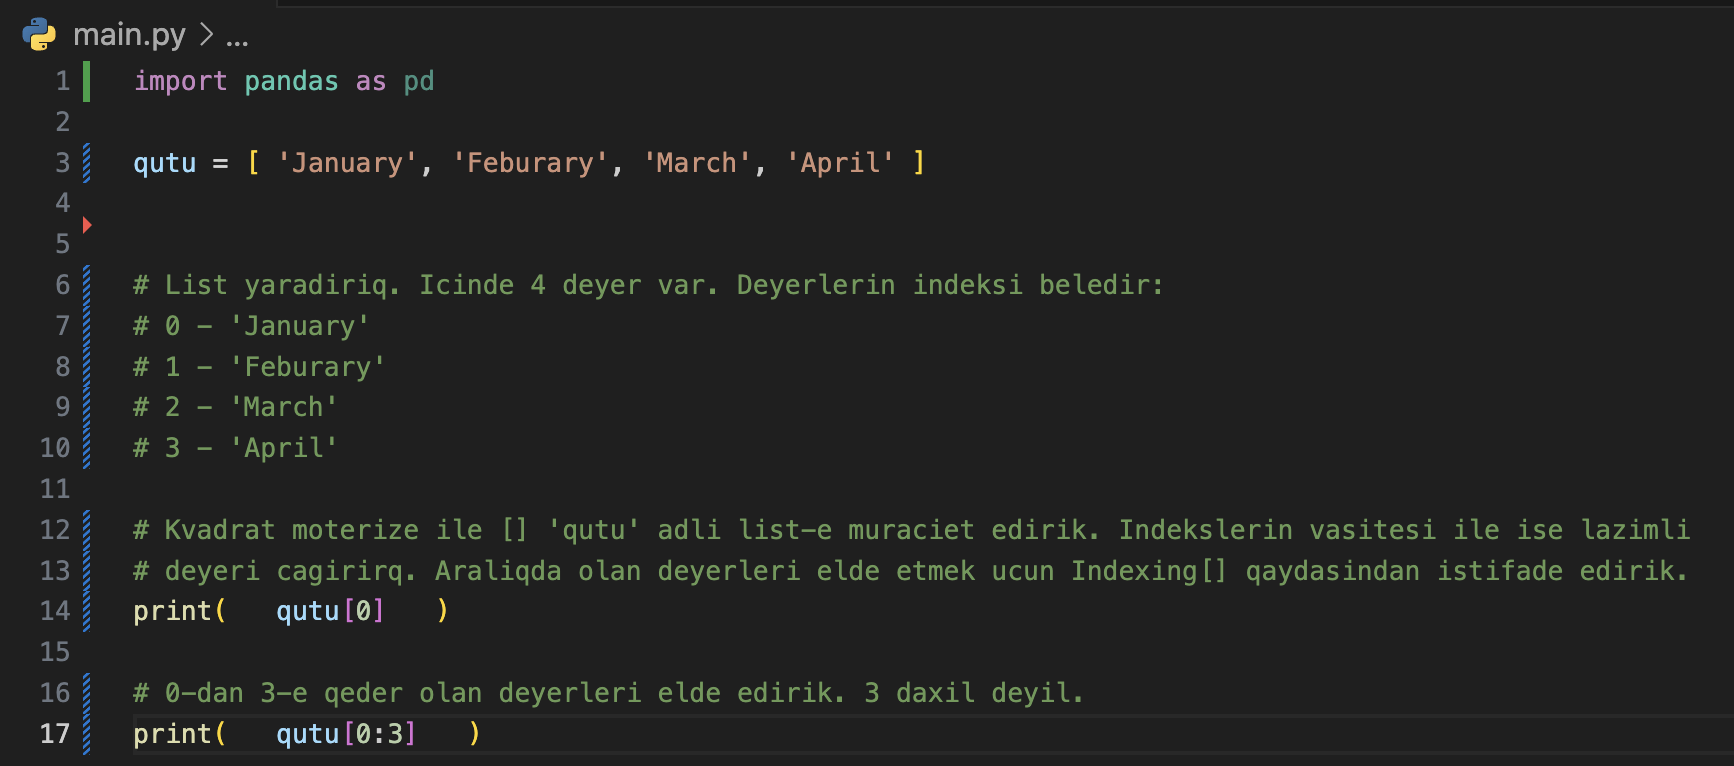 main.py > ...
1 import pandas as pd
2
3 qutu = [ 'January', 'Feburary', 'March', 'April' ]
4
5
6 # List yaradiriq. Icinde 4 deyer var. Deyerlerin indeksi beledir:
7 # 0 - 'January'
8 # 1 - 'Feburary'
9 # 2 - 'March'
10 # 3 - 'April'
11
12 # Kvadrat moterize ile [] 'qutu' adli list-e muraciet edirik. Indekslerin vasitesi ile ise lazimli
13 # deyeri cagirirq. Araliqda olan deyerleri elde etmek ucun Indexing[] qaydasindan istifade edirik.
14 print(   qutu[0]   )
15
16 # 0-dan 3-e qeder olan deyerleri elde edirik. 3 daxil deyil.
17 print(   qutu[0:3]   )